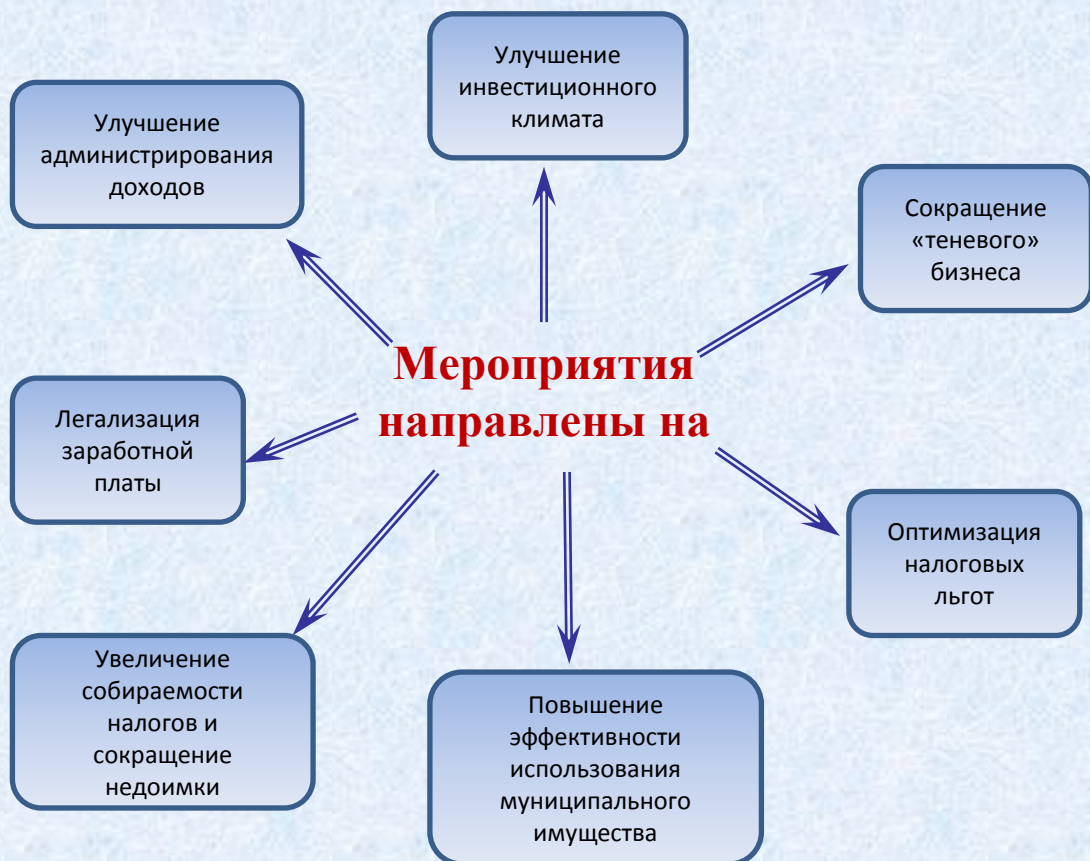 Улучшение
инвестиционного
климата
Улучшение
администрирования
доходов
Сокращение
«теневого»
бизнеса
Мероприятия
направлены на
Легализация
заработной
платы
Оптимизация
налоговых
льгот
Увеличение
собираемости
налогов и
сокращение
недоимки
Повышение
эффективности
использования
муниципального
имущества